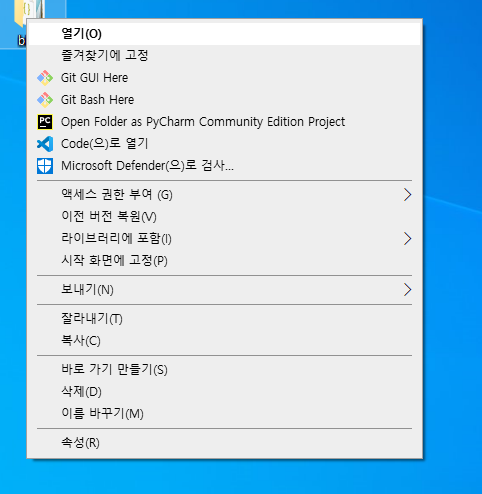 열기(O)
즐겨찾기에 고정
Git GUI Here
Git Bash Here
PC Open Folder as PyCharm Community Edition Project
Code(으)로 열기
Microsoft Defender(으)로 검사...
액세스 권한 부여 (G)
이전 버전 복원(V)
라이브러리에 포함(I)
시작 화면에 고정(P)
보내기(N)
잘라내기(T)
복사(C)
바로 가기 만들기(S)
삭제(D)
이름 바꾸기(M)
속성(R)